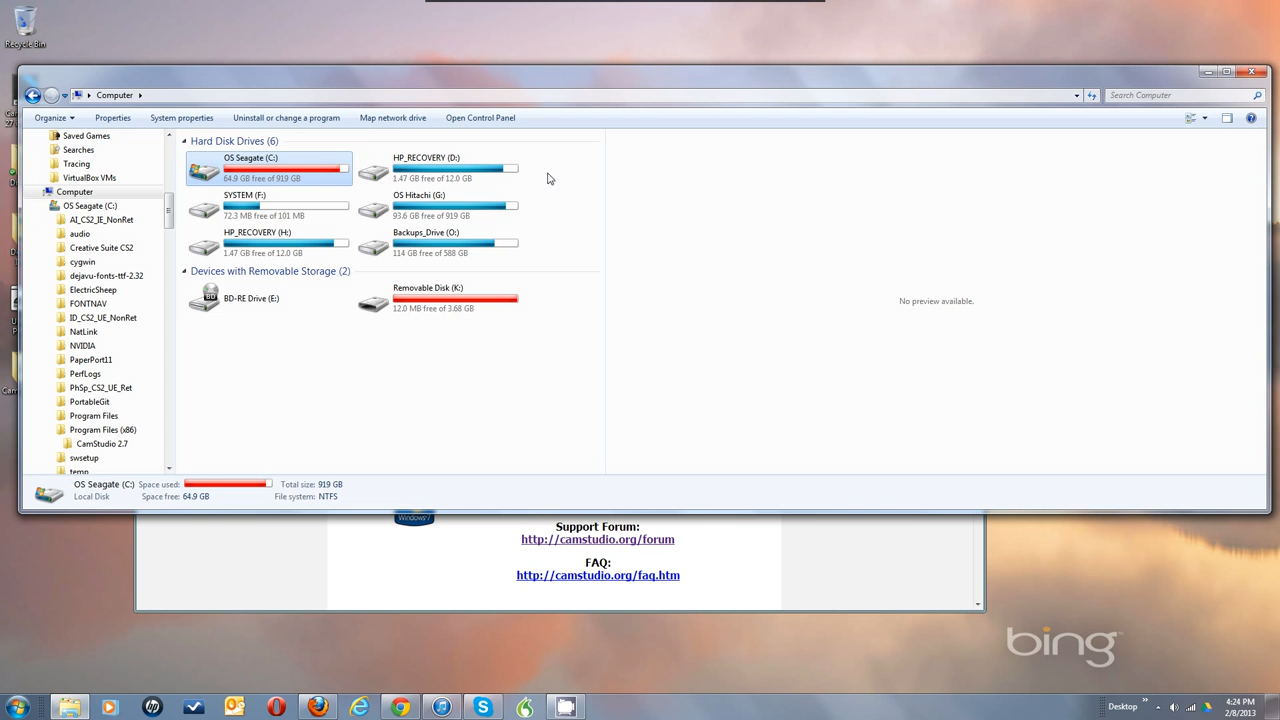 Recycle Bin
Computer
Search Computer
Organize
Properties
System properties
Uninstall or change a program
Map network drive
Open Control Panel
Saved Games
Searches
Tracing
VirtualBox VMs
Computer
OS Seagate (C:)
AI_CS2_IE_NonRet
audio
Creative Suite CS2
cygwin
dejavu-fonts-ttf-2.32
ElectricSheep
FONTNAV
ID_CS2_UE_NonRet
NatLink
NVIDIA
PaperPort11
PerfLogs
PhSp_CS2_UE_Ret
PortableGit
Program Files
Program Files (x86)
CamStudio 2.7
swsetup
temp
Hard Disk Drives (6)
OS Seagate (C:)
64.9 GB free of 919 GB
HP_RECOVERY (D:)
1.47 GB free of 12.0 GB
SYSTEM (F:)
72.3 MB free of 101 MB
OS Hitachi (G:)
93.6 GB free of 919 GB
HP_RECOVERY (H:)
1.47 GB free of 12.0 GB
Backups_Drive (O:)
114 GB free of 588 GB
Devices with Removable Storage (2)
BD
BD-RE Drive (E:)
Removable Disk (K:)
12.0 MB free of 3.68 GB
No preview available.
OS Seagate (C:) Space used: Total size: 919 GB
Local Disk Space free: 64.9 GB File system: NTFS
Windows7
Support Forum:
http://camstudio.org/forum
FAQ:
http://camstudio.org/faq.htm
bing
Desktop
4:24 PM
2/8/2013